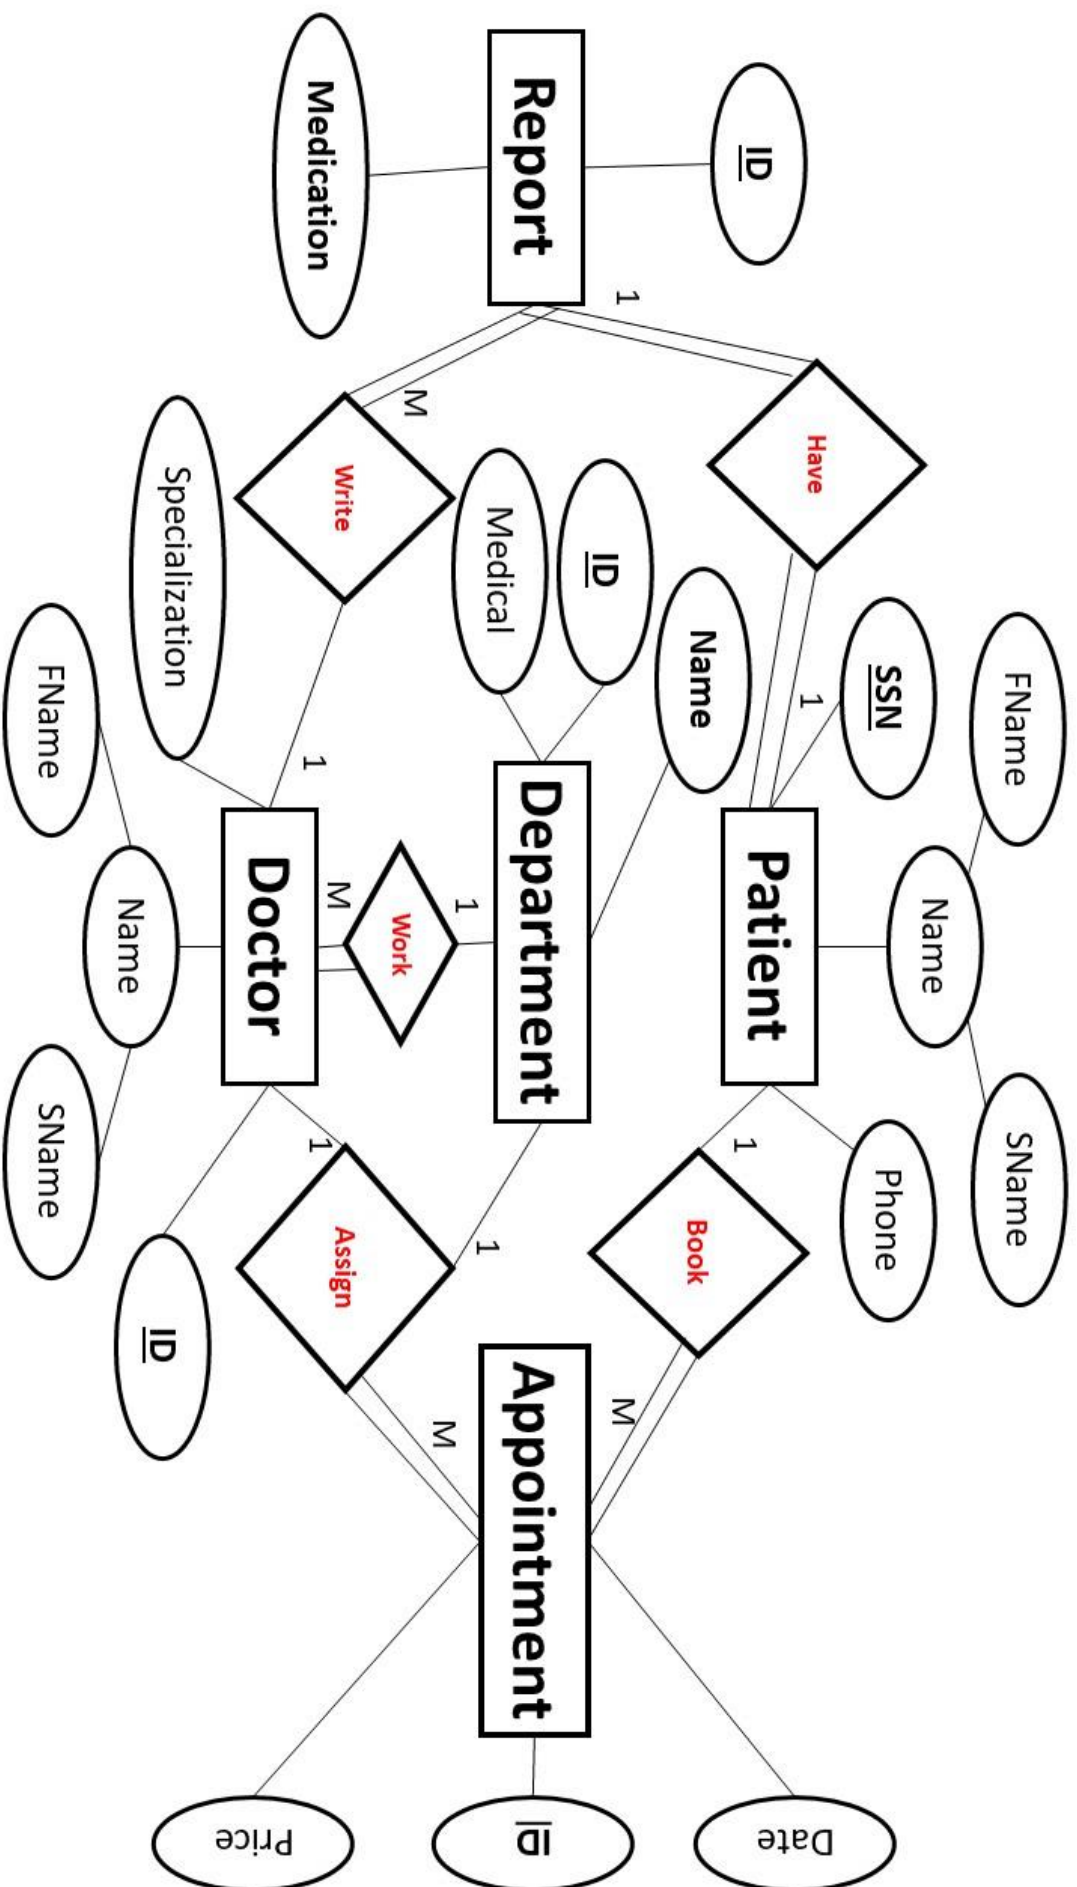 ID
Report
Medication
1
M
Have
Write
Specialization
Medical
ID
Name
SSN
FName
1
1
FName
Name
Patient
Department
1
Work
M
Doctor
Name
SName
Phone
SName
1
1
1
Book
Assign
ID
M
M
Appointment
Date
ID
Price